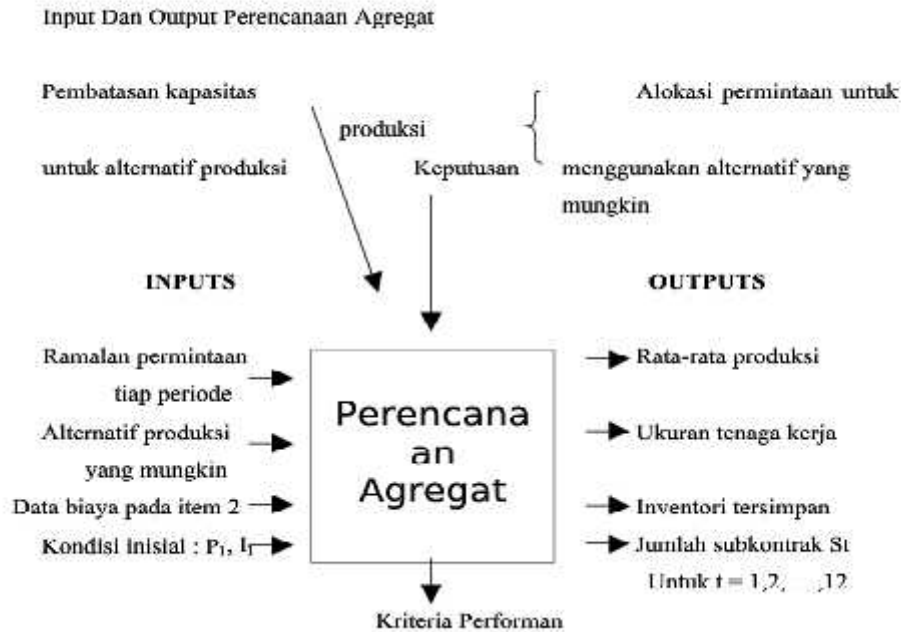 Input Dan Output Perencanaan Agregat
Pembatasan kapasitas
Alokasi permintaan untuk
produksi
untuk alternatif produksi
Keputusan
menggunakan alternatif yang
mungkin
INPUTS
OUTPUTS
Ramalan permintaan
tiap periode
Alternatif produksi
yang mungkin
Data biaya pada item 2
Kondisi inisial : P₁, I₁
Perencana
an
Agregat
Rata-rata produksi
Ukuran tenaga kerja
Inventori tersimpan
Jumlah subkontrak St
Untuk t = 1,2, ... ,12
Kriteria Performan